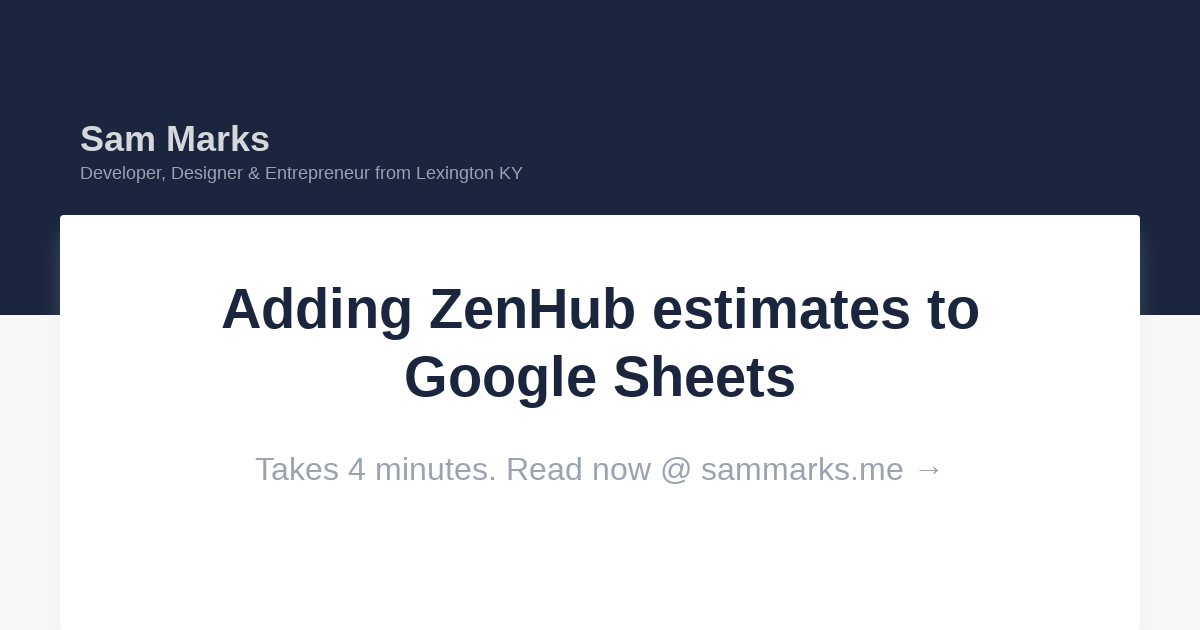 Sam Marks
Developer, Designer & Entrepreneur from Lexington KY
Adding ZenHub estimates to
Google Sheets
Takes 4 minutes. Read now @ sammarks.me →